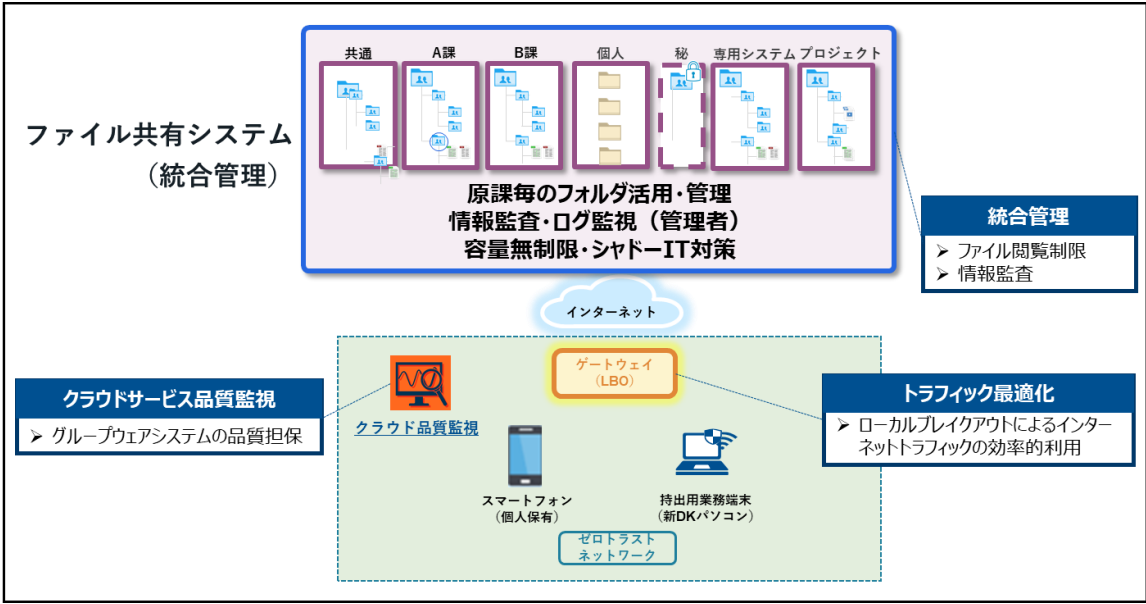 共通
A課
B課
個人
秘
専用システム
プロジェクト
ファイル共有システム
（統合管理）
原課毎のフォルダ活用・管理
情報監査・ログ監視（管理者）
容量無制限・シャドーIT対策
統合管理
➢ ファイル閲覧制限
➢ 情報監査
インターネット
ゲートウェイ
（LBO）
クラウドサービス品質監視
➢ グループウェアシステムの品質担保
クラウド品質監視
トラフィック最適化
➢ ローカルブレイクアウトによるインター
ネットトラフィックの効率的利用
スマートフォン
（個人保有）
持出用業務端末
（新DKパソコン）
ゼロトラスト
ネットワーク